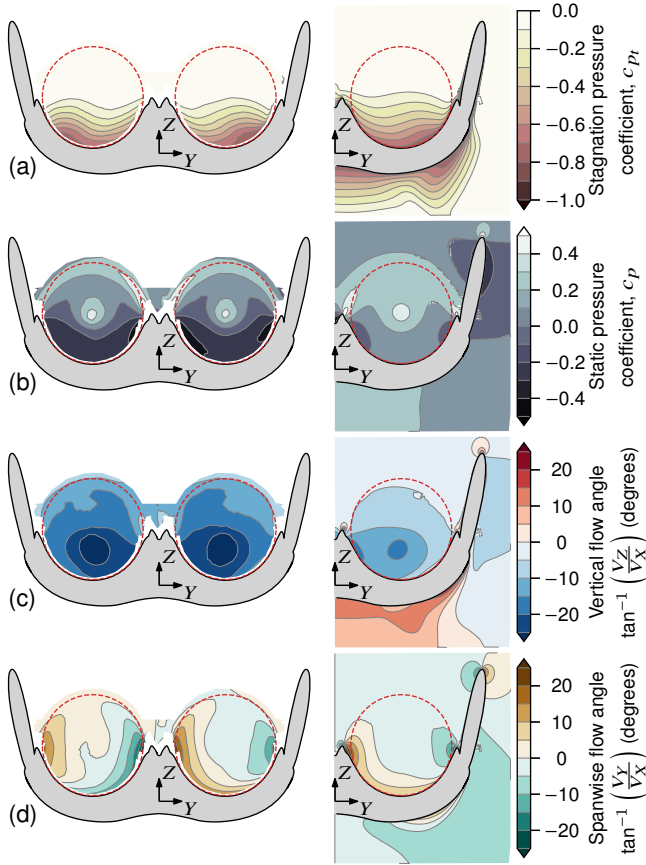 0.0
−0.2
−0.4
−0.6
−0.8
−1.0
Stagnation pressure
coefficient, c_{p_t}
Z
Y
Z
Y
(a)
0.4
0.2
0.0
−0.2
−0.4
Static pressure
coefficient, c_p
Z
Y
Z
Y
(b)
20
10
0
−10
−20
Vertical flow angle
tan⁻¹ (V_Z/V_X) (degrees)
Z
Y
Z
Y
(c)
20
10
0
−10
−20
Spanwise flow angle
tan⁻¹ (V_Y/V_X) (degrees)
Z
Y
Z
Y
(d)